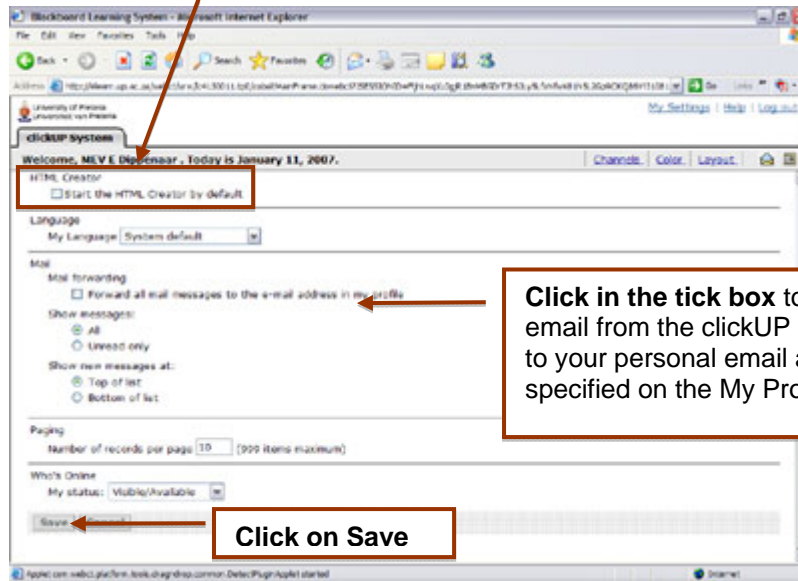 Blackboard Learning System - Microsoft Internet Explorer
File Edit View Favorites Tools Help
Back Search Favorites
Address Go Links
University of Pretoria
Universiteit van Pretoria
My Settings | Help | Log out
clickUP System
Welcome, MEV E Dippenaar . Today is January 11, 2007.
Channels Color Layout
HTML Creator
Start the HTML Creator by default
Language
My Language System default
Mail
Mail forwarding
Forward all mail messages to the e-mail address in my profile
Show messages:
All
Unread only
Show new messages at:
Top of list
Bottom of list
Click in the tick box to
email from the clickUP
to your personal email a
specified on the My Pro
Paging
Number of records per page 10 (999 items maximum)
Who's Online
My status: Visible/Available
Save Cancel
Click on Save
Internet